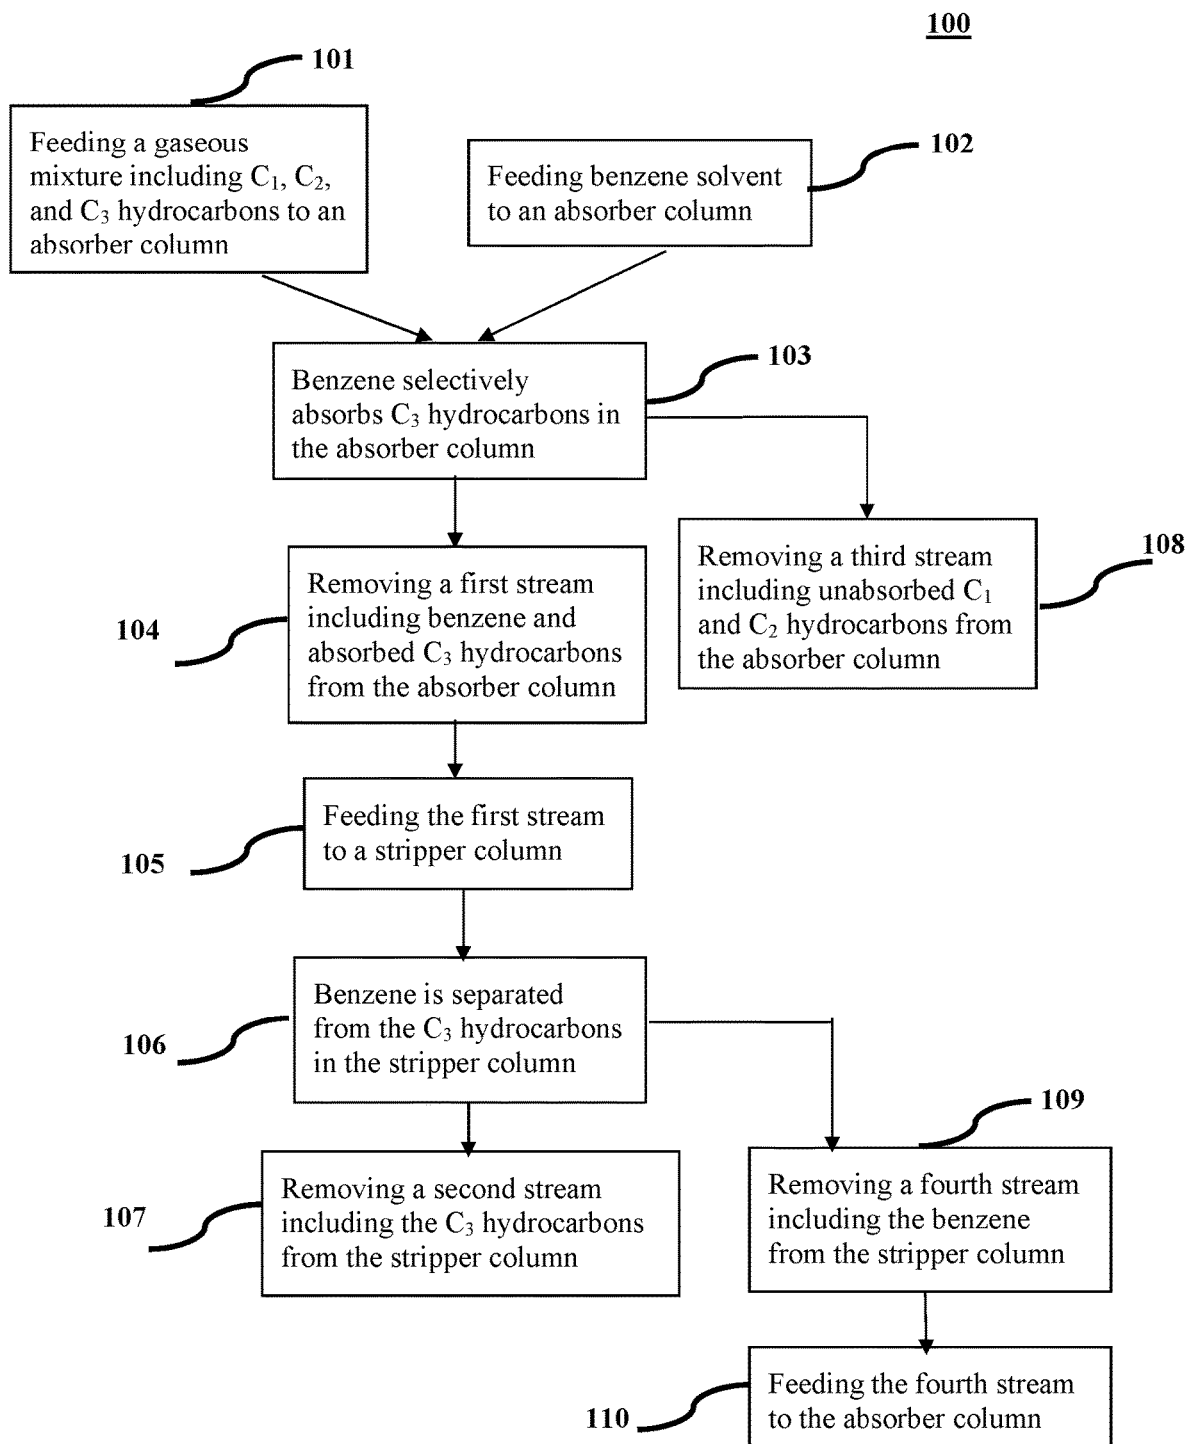 100
101
Feeding a gaseous
mixture including C₁, C₂,
and C₃ hydrocarbons to an
absorber column
102
Feeding benzene solvent
to an absorber column
103
Benzene selectively
absorbs C₃ hydrocarbons in
the absorber column
104
Removing a first stream
including benzene and
absorbed C₃ hydrocarbons
from the absorber column
108
Removing a third stream
including unabsorbed C₁
and C₂ hydrocarbons from
the absorber column
105
Feeding the first stream
to a stripper column
106
Benzene is separated
from the C₃ hydrocarbons
in the stripper column
107
Removing a second stream
including the C₃ hydrocarbons
from the stripper column
109
Removing a fourth stream
including the benzene
from the stripper column
110
Feeding the fourth stream
to the absorber column